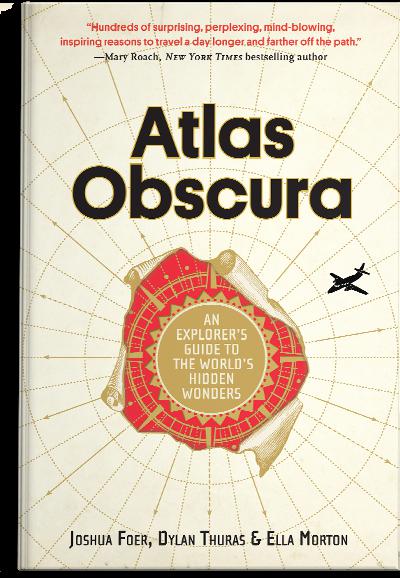 “Hundreds of surprising, perplexing, mind-blowing,
inspiring reasons to travel a day longer and farther off the path.”
—Mary Roach, New York Times bestselling author
Atlas
Obscura
AN
EXPLORER'S
GUIDE TO
THE WORLD'S
HIDDEN
WONDERS
Joshua Foer, Dylan Thuras & Ella Morton